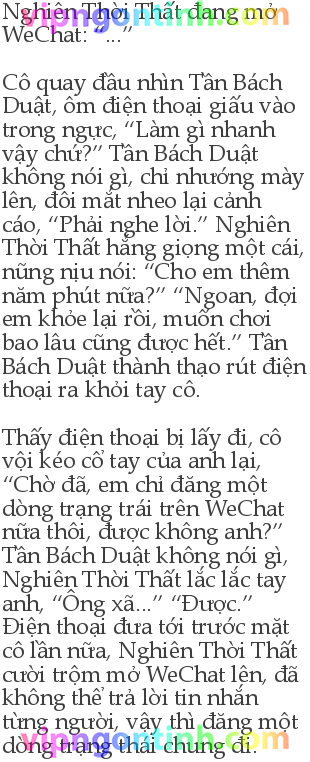 Nghiên Thời Thất đang mở
WeChat: “...”
Cô quay đầu nhìn Tần Bách
Duật, ôm điện thoại giấu vào
trong ngực, “Làm gì nhanh
vậy chứ?” Tần Bách Duật
không nói gì, chỉ nhướng mày
lên, đôi mắt nheo lại cảnh
cáo, “Phải nghe lời.” Nghiên
Thời Thất hắng giọng một cái,
nũng nịu nói: “Cho em thêm
năm phút nữa?” “Ngoan, đợi
em khỏe lại rồi, muốn chơi
bao lâu cũng được hết.” Tần
Bách Duật thành thạo rút điện
thoại ra khỏi tay cô.
Thấy điện thoại bị lấy đi, cô
vội kéo cổ tay của anh lại,
“Chờ đã, em chỉ đăng một
dòng trạng trái trên WeChat
nữa thôi, được không anh?”
Tần Bách Duật không nói gì,
Nghiên Thời Thất lắc lắc tay
anh, “Ông xã...” “Được.”
Điện thoại đưa tới trước mặt
cô lần nữa, Nghiên Thời Thất
cười trộm mở WeChat lên, đã
không thể trả lời tin nhắn
từng người, vậy thì đăng một
dòng trạng thái chung đi.
vipngontinh.com
vipngontinh.com